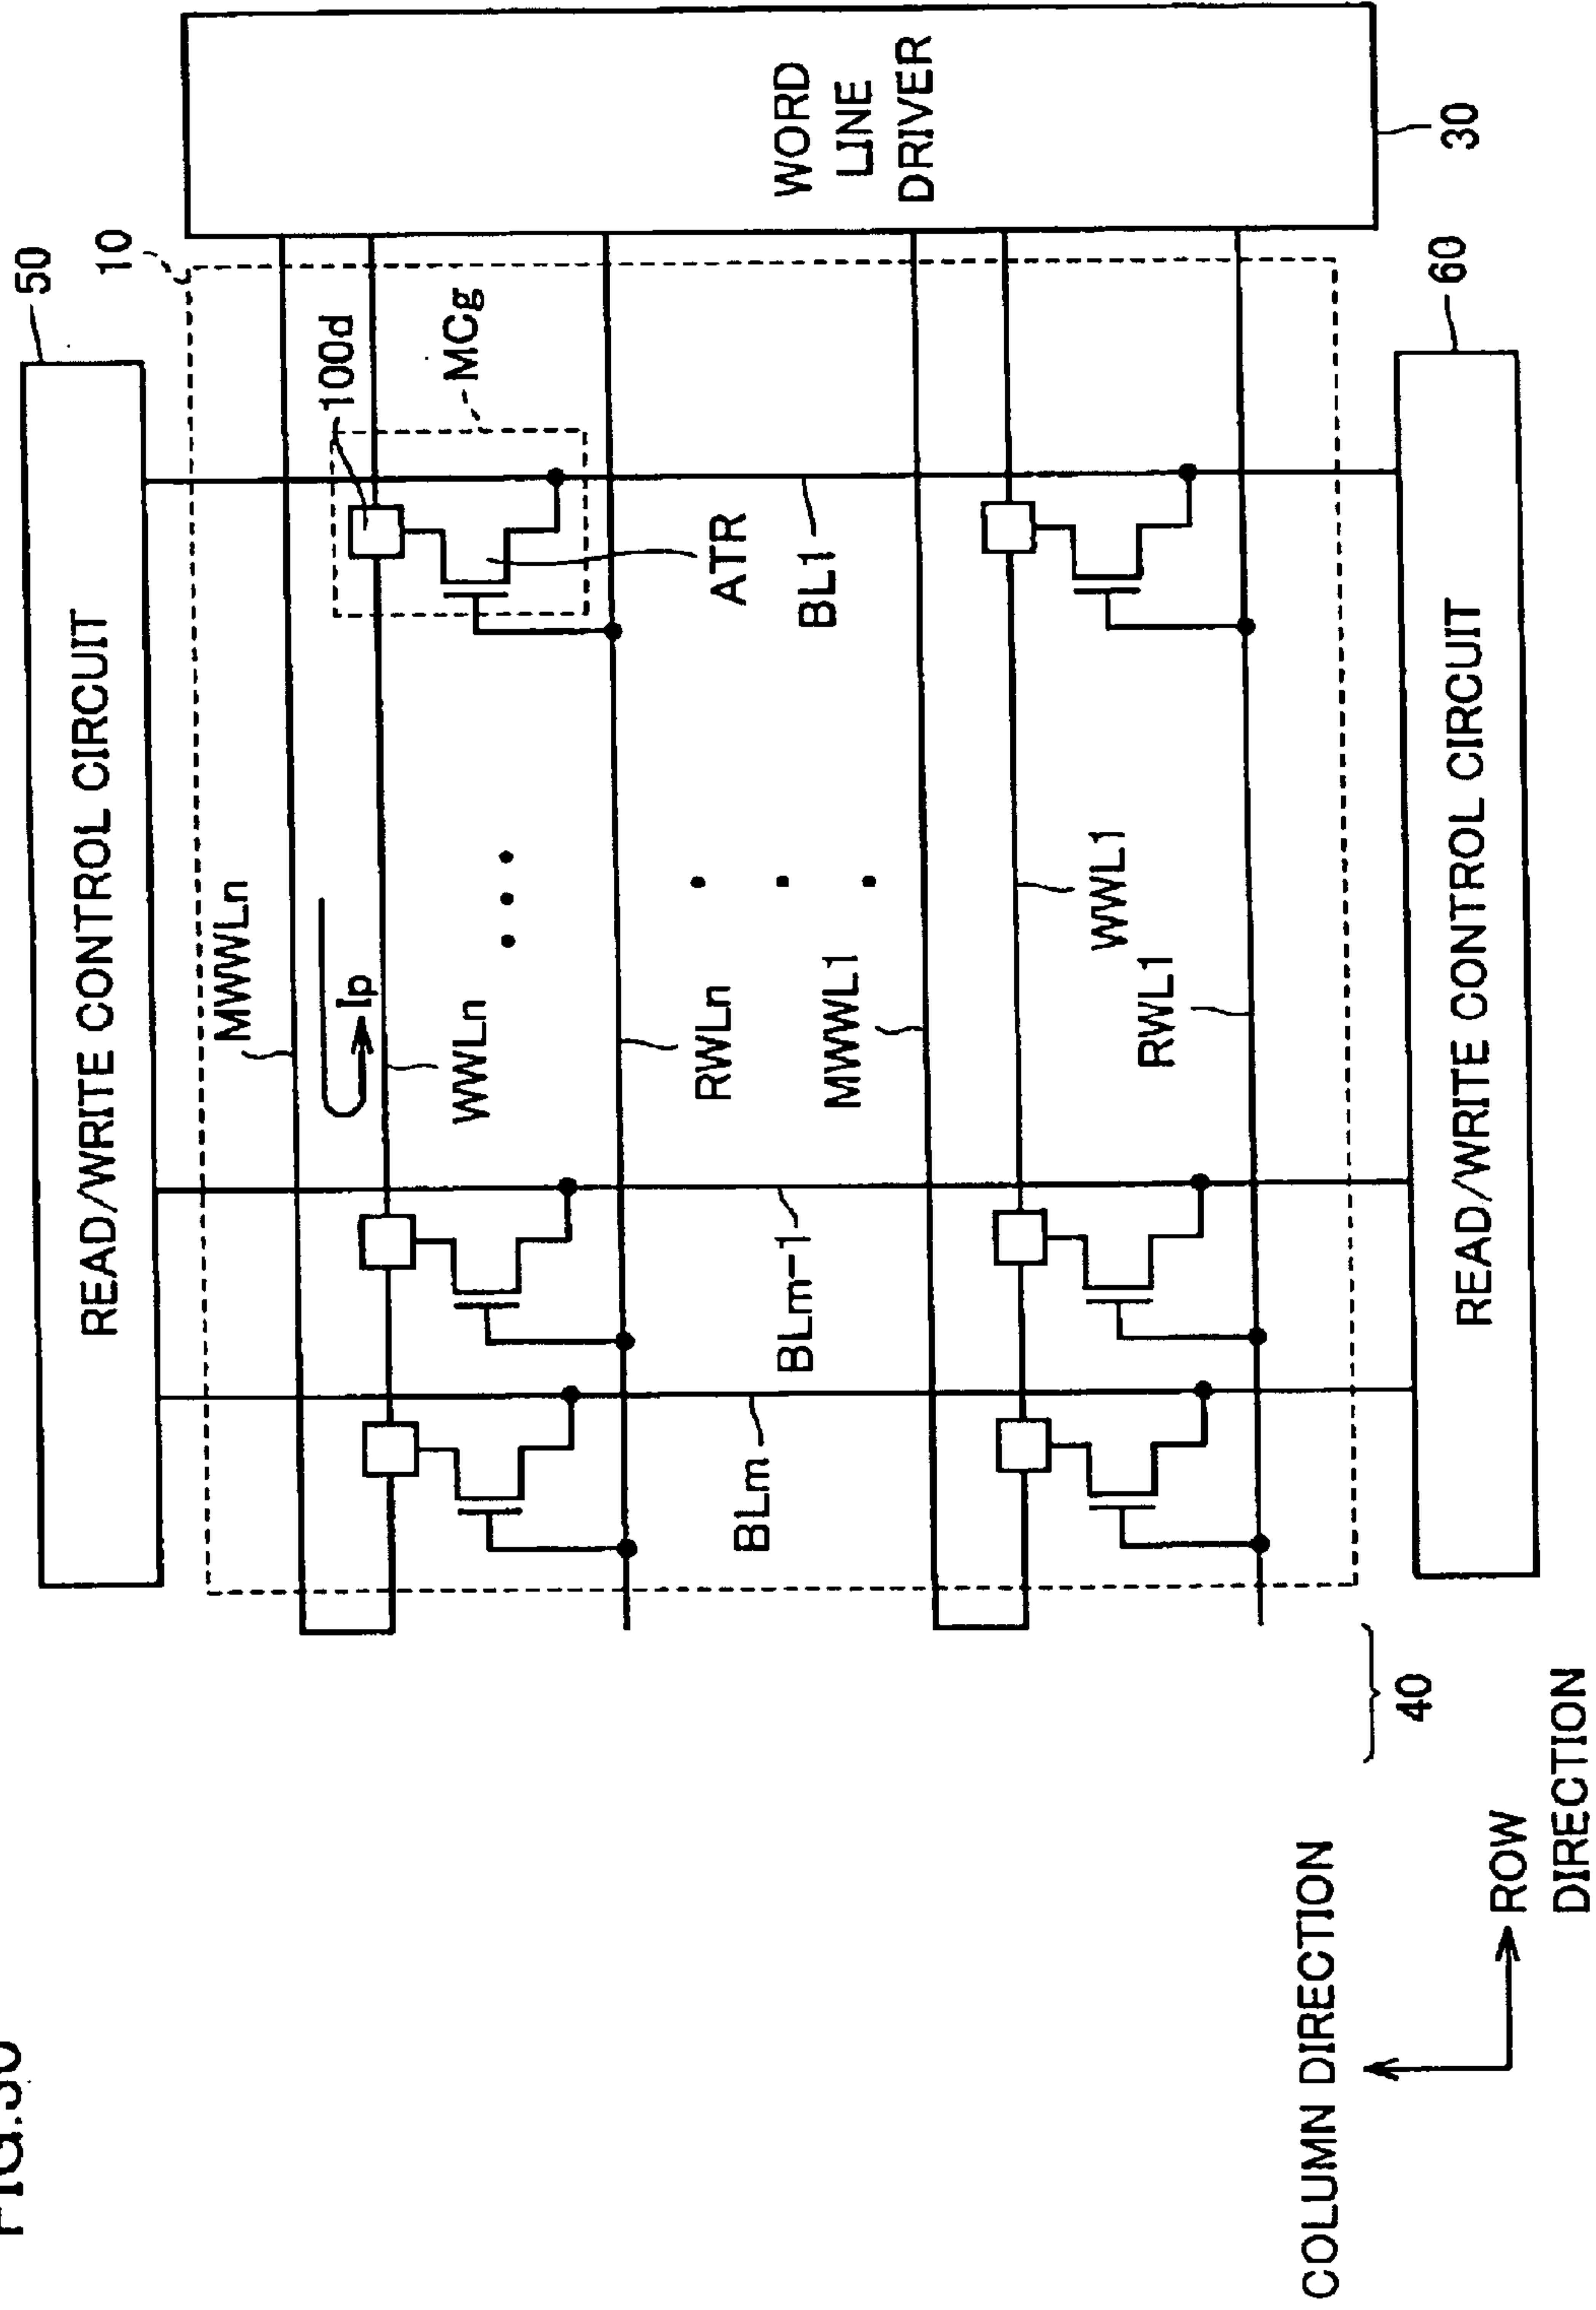 50
10
READ/WRITE CONTROL CIRCUIT
MWWLn
100d
Ip
MCg
WWLn
RWLn
ATR
WORD
LINE
DRIVER
BLm
BLm-1
BL1
MWWL1
WWL1
RWL1
30
60
READ/WRITE CONTROL CIRCUIT
40
COLUMN DIRECTION
ROW
DIRECTION